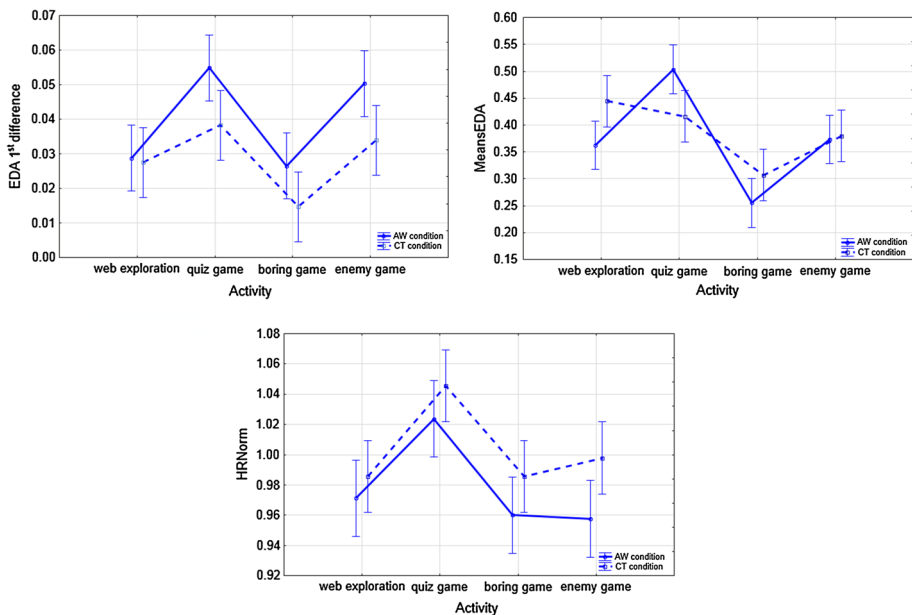 0.07
0.06
0.05
0.04
0.03
0.02
0.01
0.00
EDA 1st difference
AW condition
CT condition
web exploration quiz game boring game enemy game
Activity
0.60
0.55
0.50
0.45
0.40
0.35
0.30
0.25
0.20
0.15
MeansEDA
AW condition
CT condition
web exploration quiz game boring game enemy game
Activity
1.08
1.06
1.04
1.02
1.00
0.98
0.96
0.94
0.92
HRNorm
AW condition
CT condition
web exploration quiz game boring game enemy game
Activity